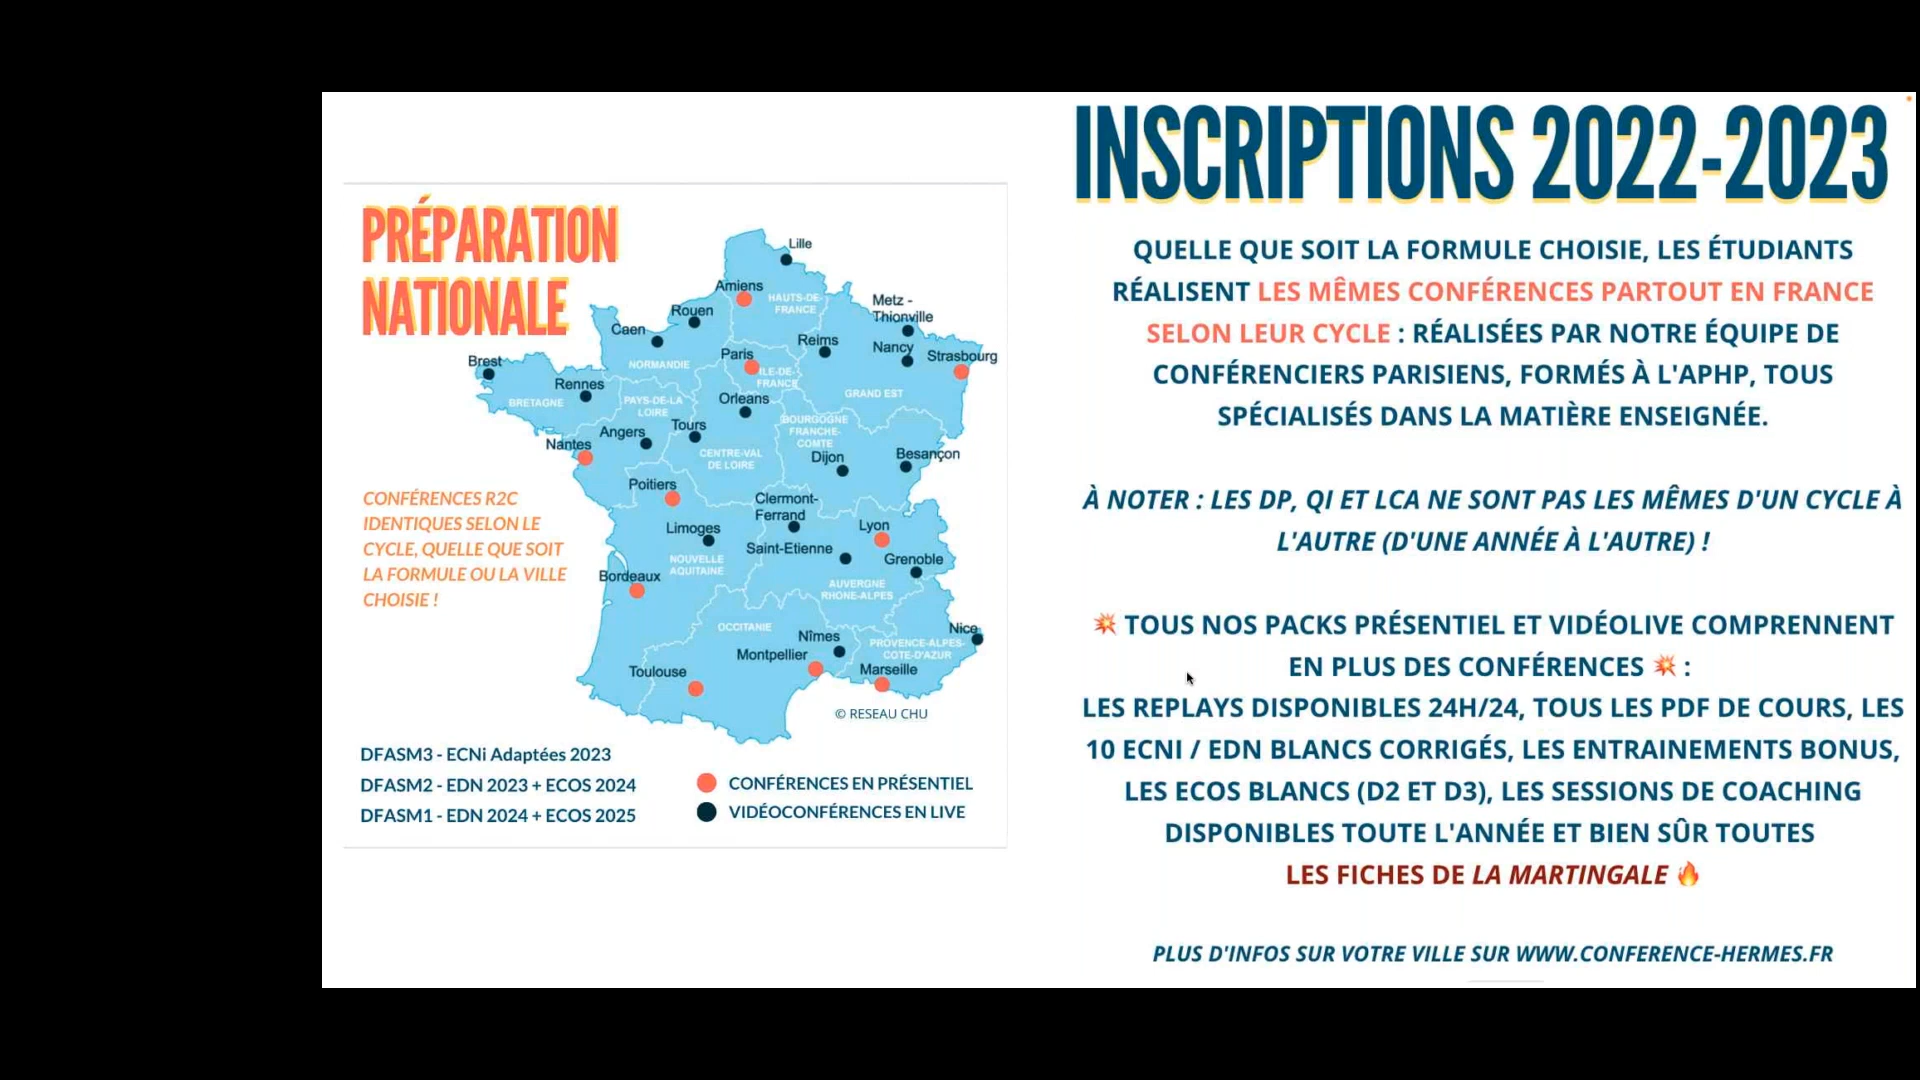 INSCRIPTIONS 2022-2023
PRÉPARATION
NATIONALE
Lille
Amiens
HAUTS-DE-
FRANCE
Metz -
Thionville
Rouen
Caen
Reims
Nancy
Strasbourg
Paris
ILE-DE-
FRANCE
NORMANDIE
Brest
Rennes
BRETAGNE
PAYS-DE-LA
LOIRE
Orleans
GRAND EST
BOURGOGNE
FRANCHE-
COMTE
Angers
Tours
Nantes
CENTRE-VAL
DE LOIRE
Dijon
Besançon
Poitiers
Clermont-
Ferrand
Limoges
Lyon
Saint-Etienne
Grenoble
NOUVELLE
AQUITAINE
Bordeaux
AUVERGNE
RHONE-ALPES
OCCITANIE
Nîmes
Nice
PROVENCE-ALPES-
COTE-D'AZUR
Montpellier
Marseille
Toulouse
© RESEAU CHU
CONFÉRENCES R2C
IDENTIQUES SELON LE
CYCLE, QUELLE QUE SOIT
LA FORMULE OU LA VILLE
CHOISIE !
DFASM3 - ECNi Adaptées 2023
DFASM2 - EDN 2023 + ECOS 2024
DFASM1 - EDN 2024 + ECOS 2025
CONFÉRENCES EN PRÉSENTIEL
VIDÉOCONFÉRENCES EN LIVE
QUELLE QUE SOIT LA FORMULE CHOISIE, LES ÉTUDIANTS
RÉALISENT LES MÊMES CONFÉRENCES PARTOUT EN FRANCE
SELON LEUR CYCLE : RÉALISÉES PAR NOTRE ÉQUIPE DE
CONFÉRENCIERS PARISIENS, FORMÉS À L'APHP, TOUS
SPÉCIALISÉS DANS LA MATIÈRE ENSEIGNÉE.
À NOTER : LES DP, QI ET LCA NE SONT PAS LES MÊMES D'UN CYCLE À
L'AUTRE (D'UNE ANNÉE À L'AUTRE) !
💥 TOUS NOS PACKS PRÉSENTIEL ET VIDÉOLIVE COMPRENNENT
EN PLUS DES CONFÉRENCES 💥 :
LES REPLAYS DISPONIBLES 24H/24, TOUS LES PDF DE COURS, LES
10 ECNI / EDN BLANCS CORRIGÉS, LES ENTRAINEMENTS BONUS,
LES ECOS BLANCS (D2 ET D3), LES SESSIONS DE COACHING
DISPONIBLES TOUTE L'ANNÉE ET BIEN SÛR TOUTES
LES FICHES DE LA MARTINGALE 🔥
PLUS D'INFOS SUR VOTRE VILLE SUR WWW.CONFERENCE-HERMES.FR